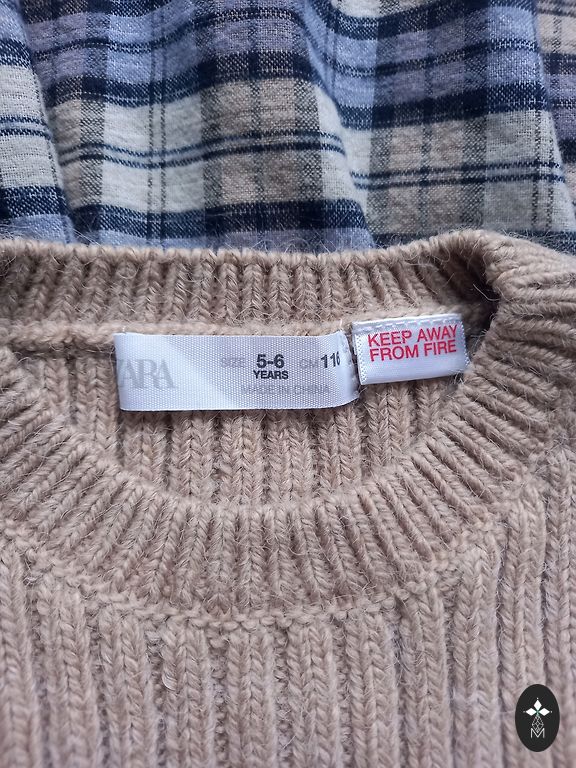 ZARA
SIZE 5-6 CM 116
YEARS
MADE IN CHINA
KEEP AWAY
FROM FIRE